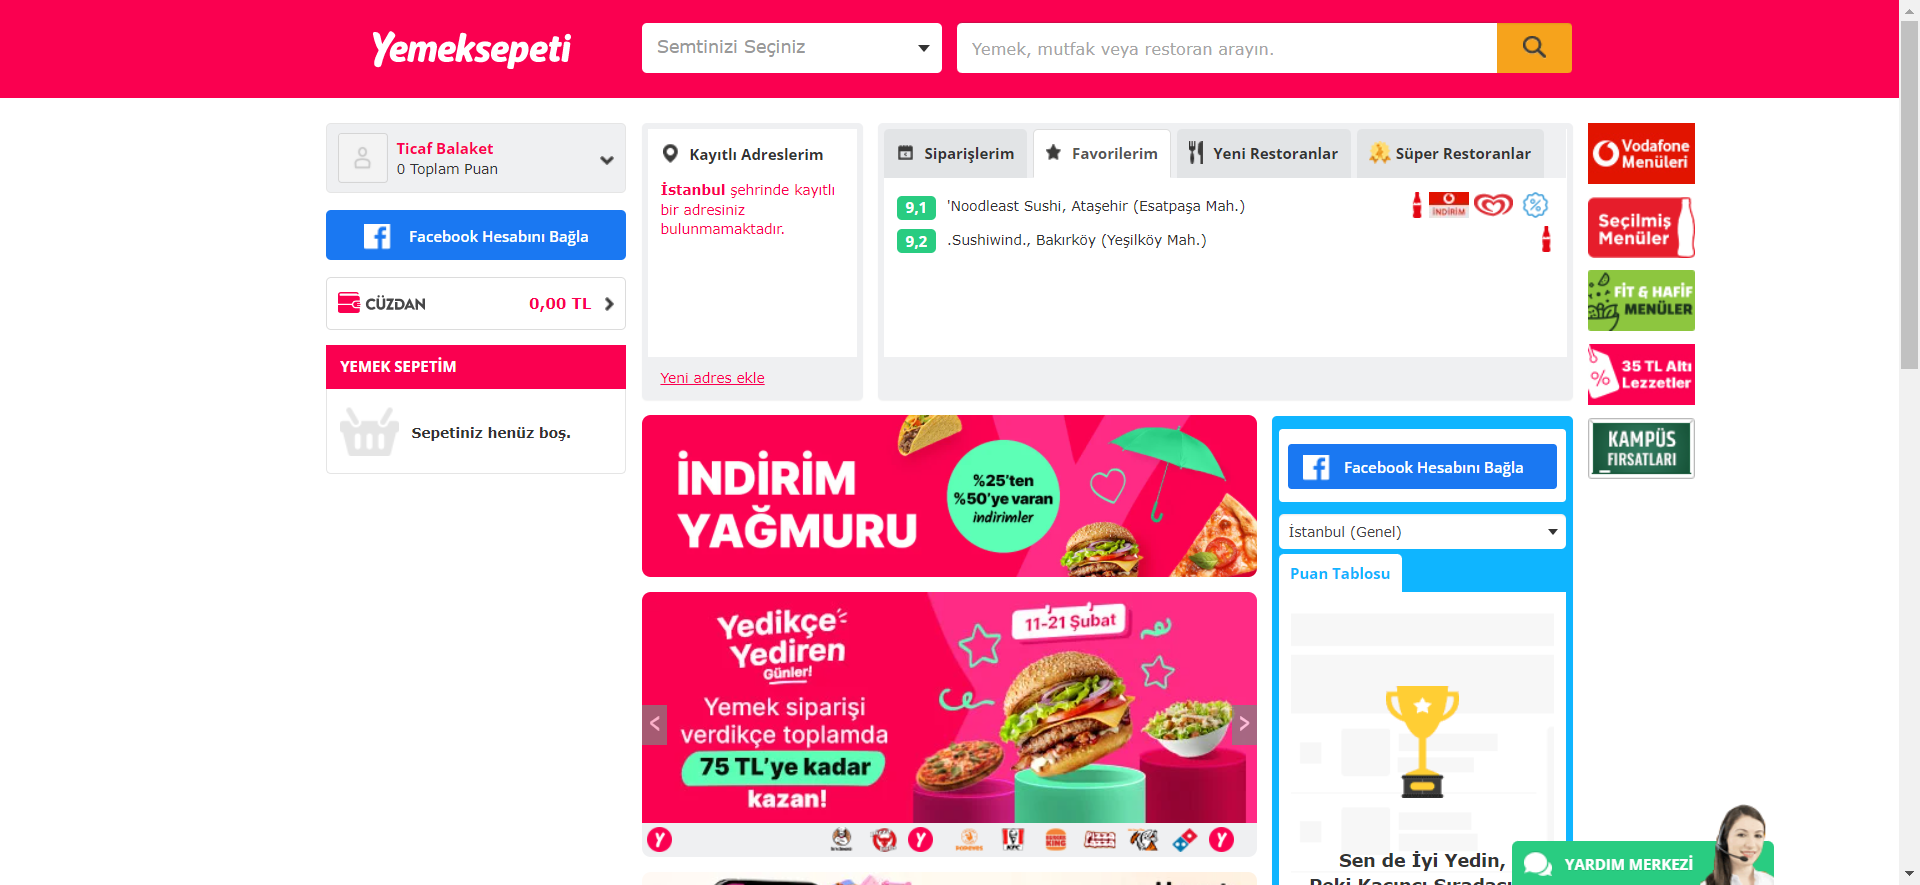 Yemeksepeti
Semtinizi Seçiniz
Yemek, mutfak veya restoran arayın.
Ticaf Balaket
0 Toplam Puan
Facebook Hesabını Bağla
CÜZDAN
0,00 TL
YEMEK SEPETİM
Sepetiniz henüz boş.
Kayıtlı Adreslerim
İstanbul şehrinde kayıtlı
bir adresiniz
bulunmamaktadır.
Yeni adres ekle
Siparişlerim
Favorilerim
Yeni Restoranlar
Süper Restoranlar
9,1 'Noodleast Sushi, Ataşehir (Esatpaşa Mah.)
İNDİRİM
9,2 .Sushiwind., Bakırköy (Yeşilköy Mah.)
Vodafone
Menüleri
Seçilmiş
Menüler
FİT & HAFİF
MENÜLER
35 TL Altı
Lezzetler
KAMPÜS
FIRSATLARI
İNDİRİM
YAĞMURU
%25'ten
%50'ye varan
indirimler
Yedikçe
Yediren
Günler!
11-21 Şubat
Yemek siparişi
verdikçe toplamda
75 TL'ye kadar
kazan!
POPEYES
KFC
BURGER KING
Facebook Hesabını Bağla
İstanbul (Genel)
Puan Tablosu
Sen de İyi Yedin,
YARDIM MERKEZİ